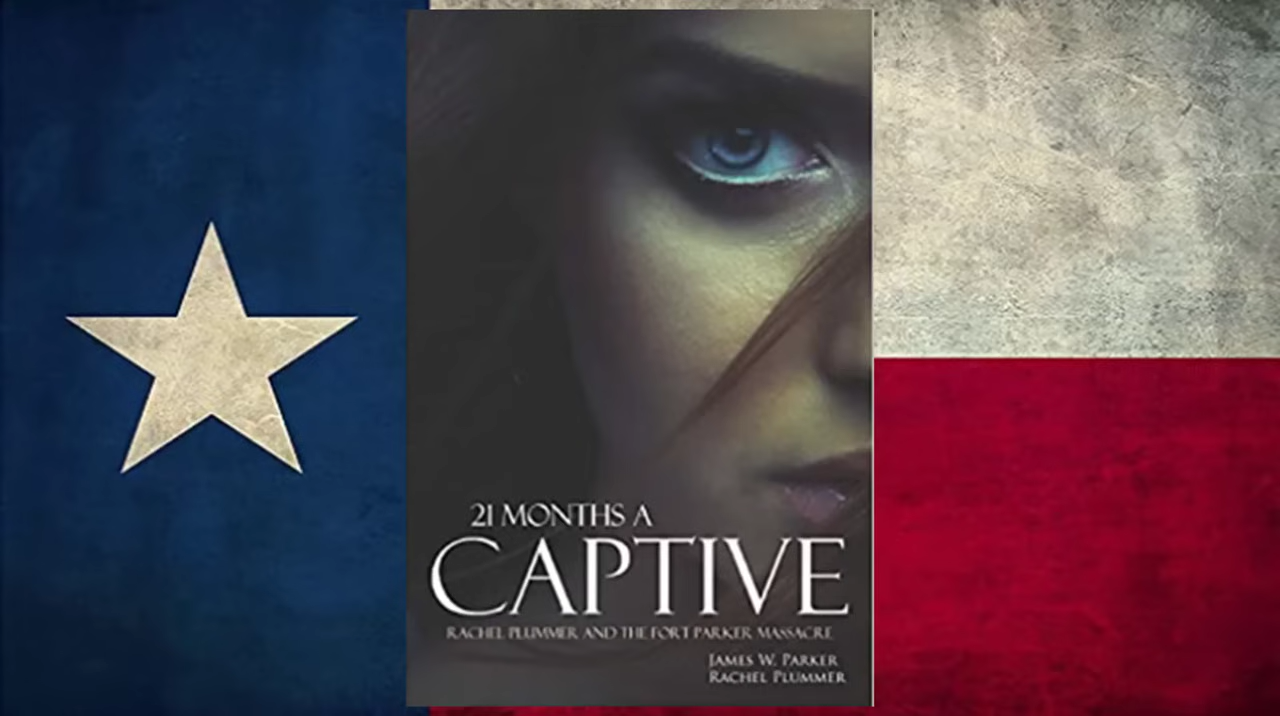 21 MONTHS A
CAPTIVE
RACHEL PLUMMER AND THE FORT PARKER MASSACRE
JAMES W. PARKER
RACHEL PLUMMER